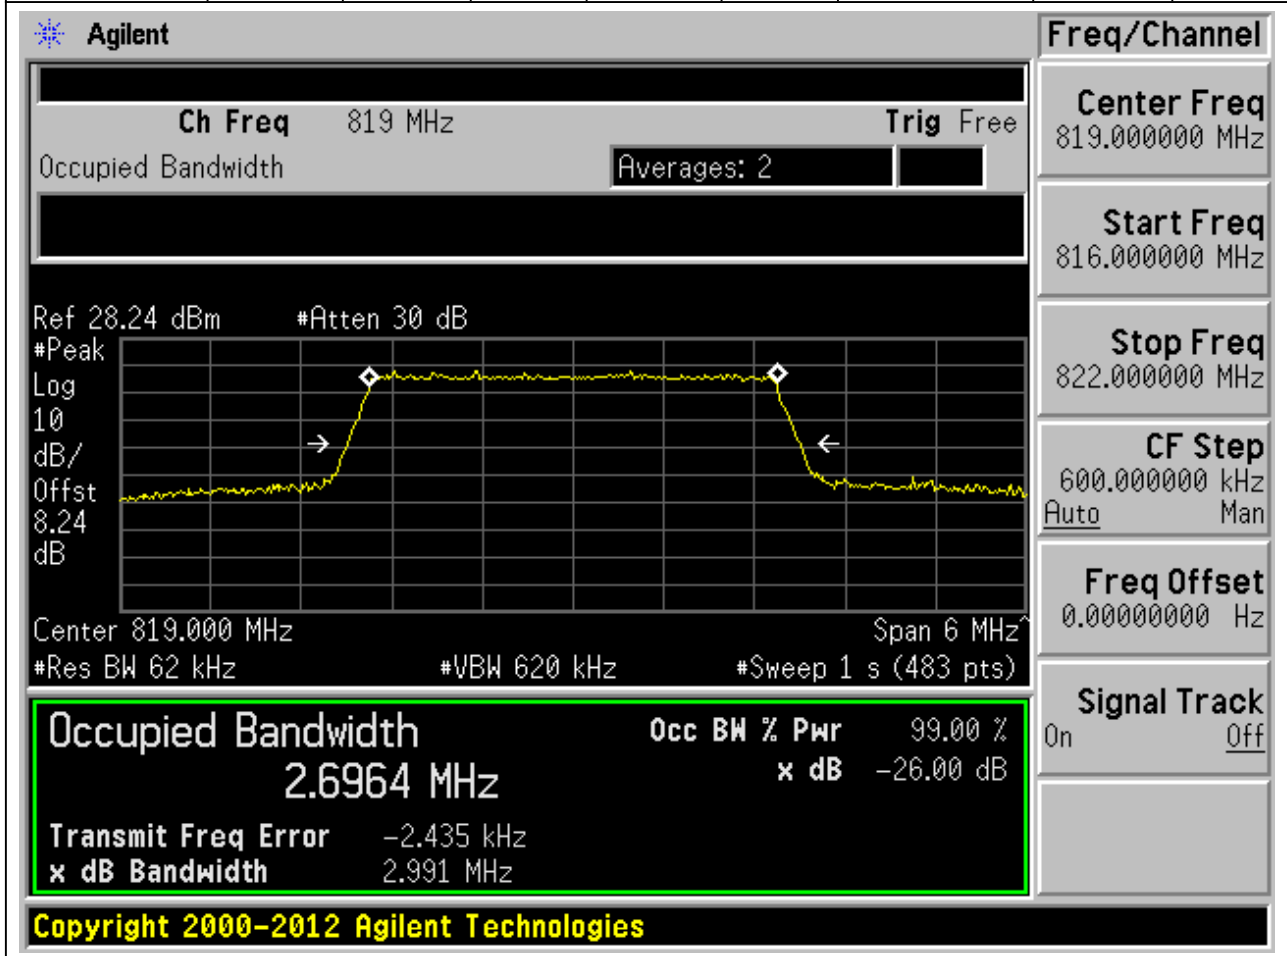 Agilent
Freq/Channel
Ch Freq 819 MHz Trig Free
Occupied Bandwidth Averages: 2
Center Freq
819.000000 MHz
Start Freq
816.000000 MHz
Stop Freq
822.000000 MHz
CF Step
600.000000 kHz
Auto Man
Freq Offset
0.00000000 Hz
Signal Track
On Off
Ref 28.24 dBm #Atten 30 dB
#Peak
Log
10
dB/
Offst
8.24
dB
Center 819.000 MHz Span 6 MHz^
#Res BW 62 kHz #VBW 620 kHz #Sweep 1 s (483 pts)
Occupied Bandwidth
2.6964 MHz
Occ BW % Pwr 99.00 %
x dB -26.00 dB
Transmit Freq Error -2.435 kHz
x dB Bandwidth 2.991 MHz
Copyright 2000-2012 Agilent Technologies